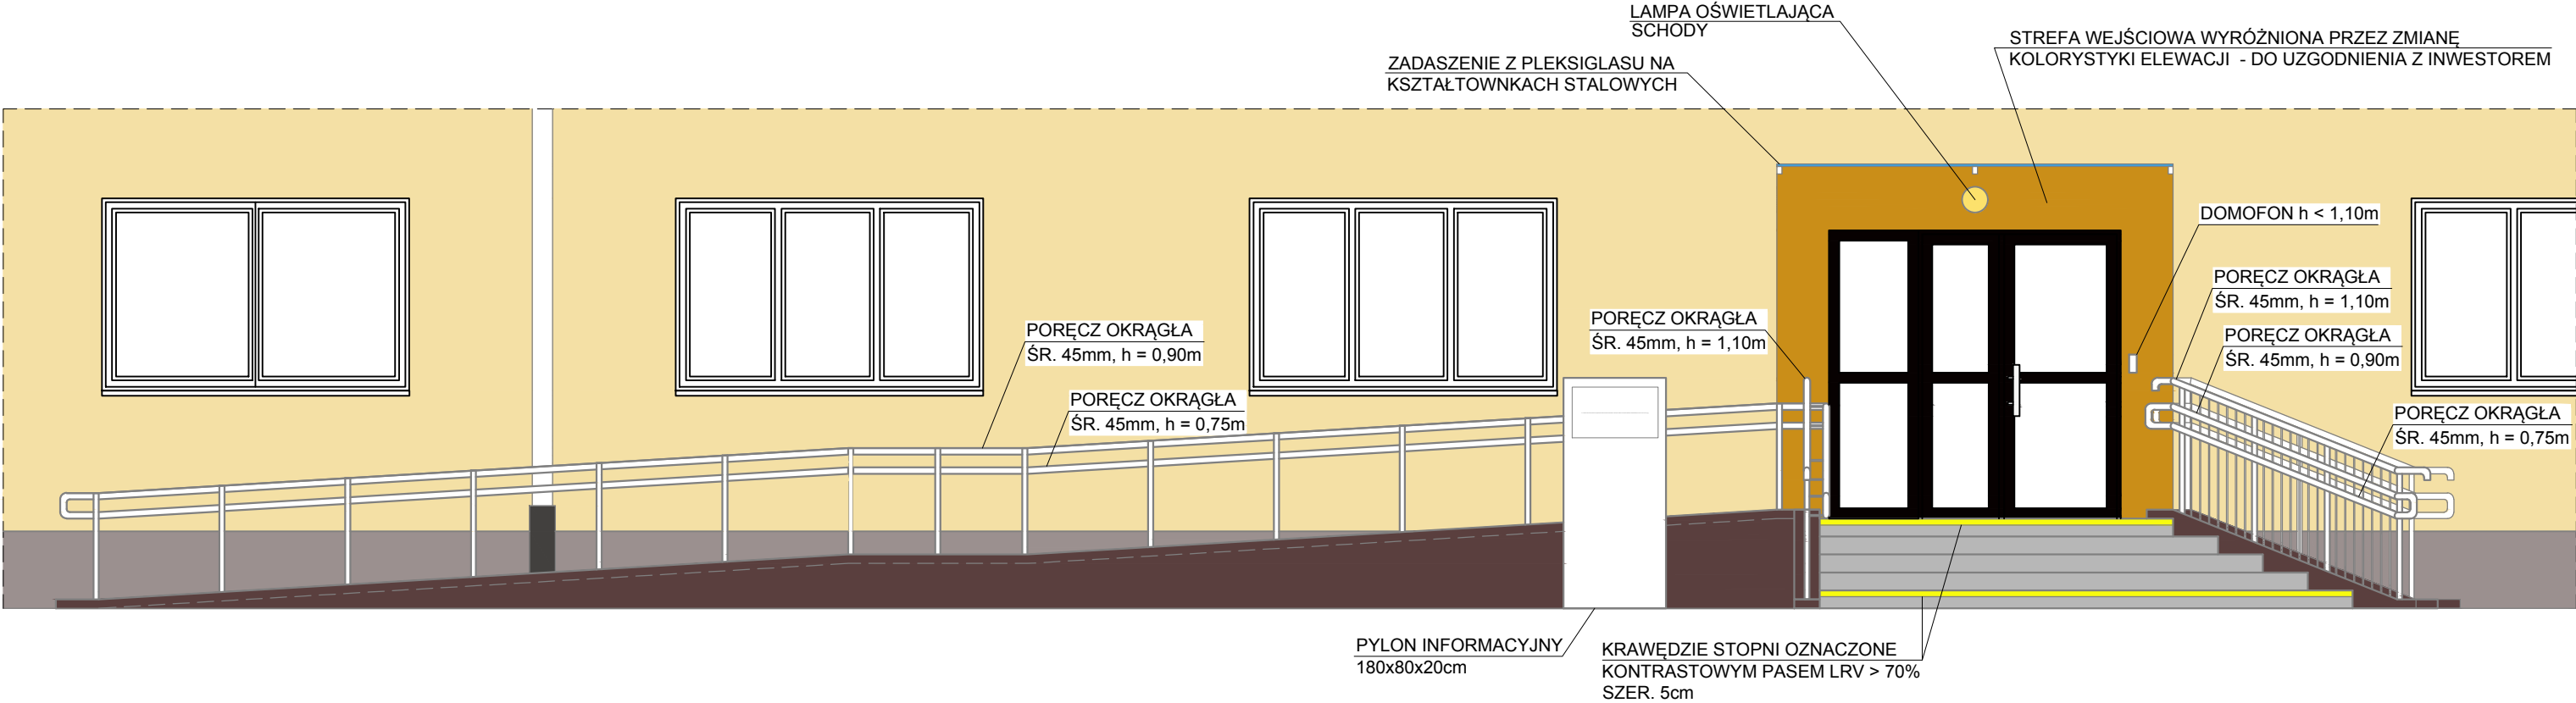 LAMPA OŚWIETLAJĄCA
SCHODY
STREFA WEJŚCIOWA WYRÓŻNIONA PRZEZ ZMIANĘ
KOLORYSTYKI ELEWACJI - DO UZGODNIENIA Z INWESTOREM
ZADASZENIE Z PLEKSIGLASU NA
KSZTAŁTOWNKACH STALOWYCH
DOMOFON h < 1,10m
PORĘCZ OKRĄGŁA
ŚR. 45mm, h = 1,10m
PORĘCZ OKRĄGŁA
ŚR. 45mm, h = 0,90m
PORĘCZ OKRĄGŁA
ŚR. 45mm, h = 1,10m
PORĘCZ OKRĄGŁA
ŚR. 45mm, h = 0,90m
PORĘCZ OKRĄGŁA
ŚR. 45mm, h = 0,75m
PORĘCZ OKRĄGŁA
ŚR. 45mm, h = 0,75m
PYLON INFORMACYJNY
180x80x20cm
KRAWĘDZIE STOPNI OZNACZONE
KONTRASTOWYM PASEM LRV > 70%
SZER. 5cm